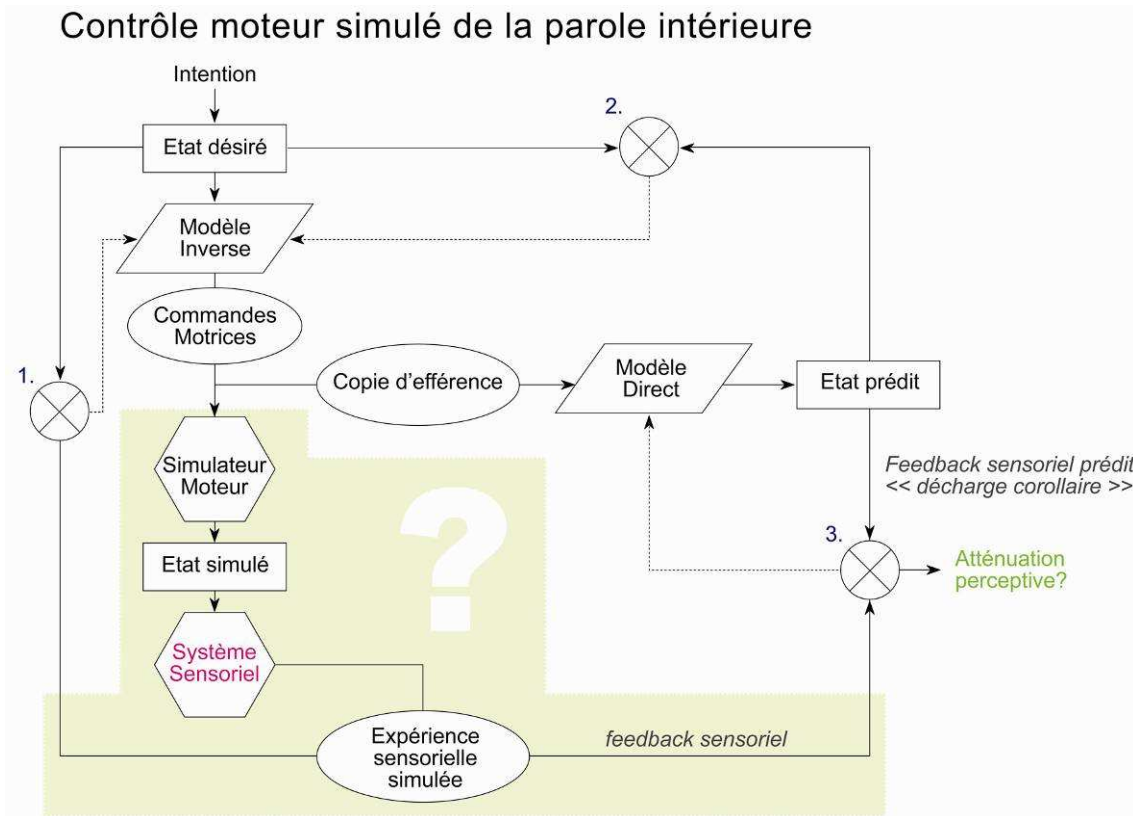 Contrôle moteur simulé de la parole intérieure
Intention
2.
Etat désiré
Modèle
Inverse
Commandes
Motrices
1.
Copie d'efférence
Modèle
Direct
Etat prédit
Simulateur
Moteur
Feedback sensoriel prédit
<< décharge corollaire >>
?
3.
Etat simulé
Atténuation
perceptive?
Système
Sensoriel
Expérience
sensorielle
simulée
feedback sensoriel